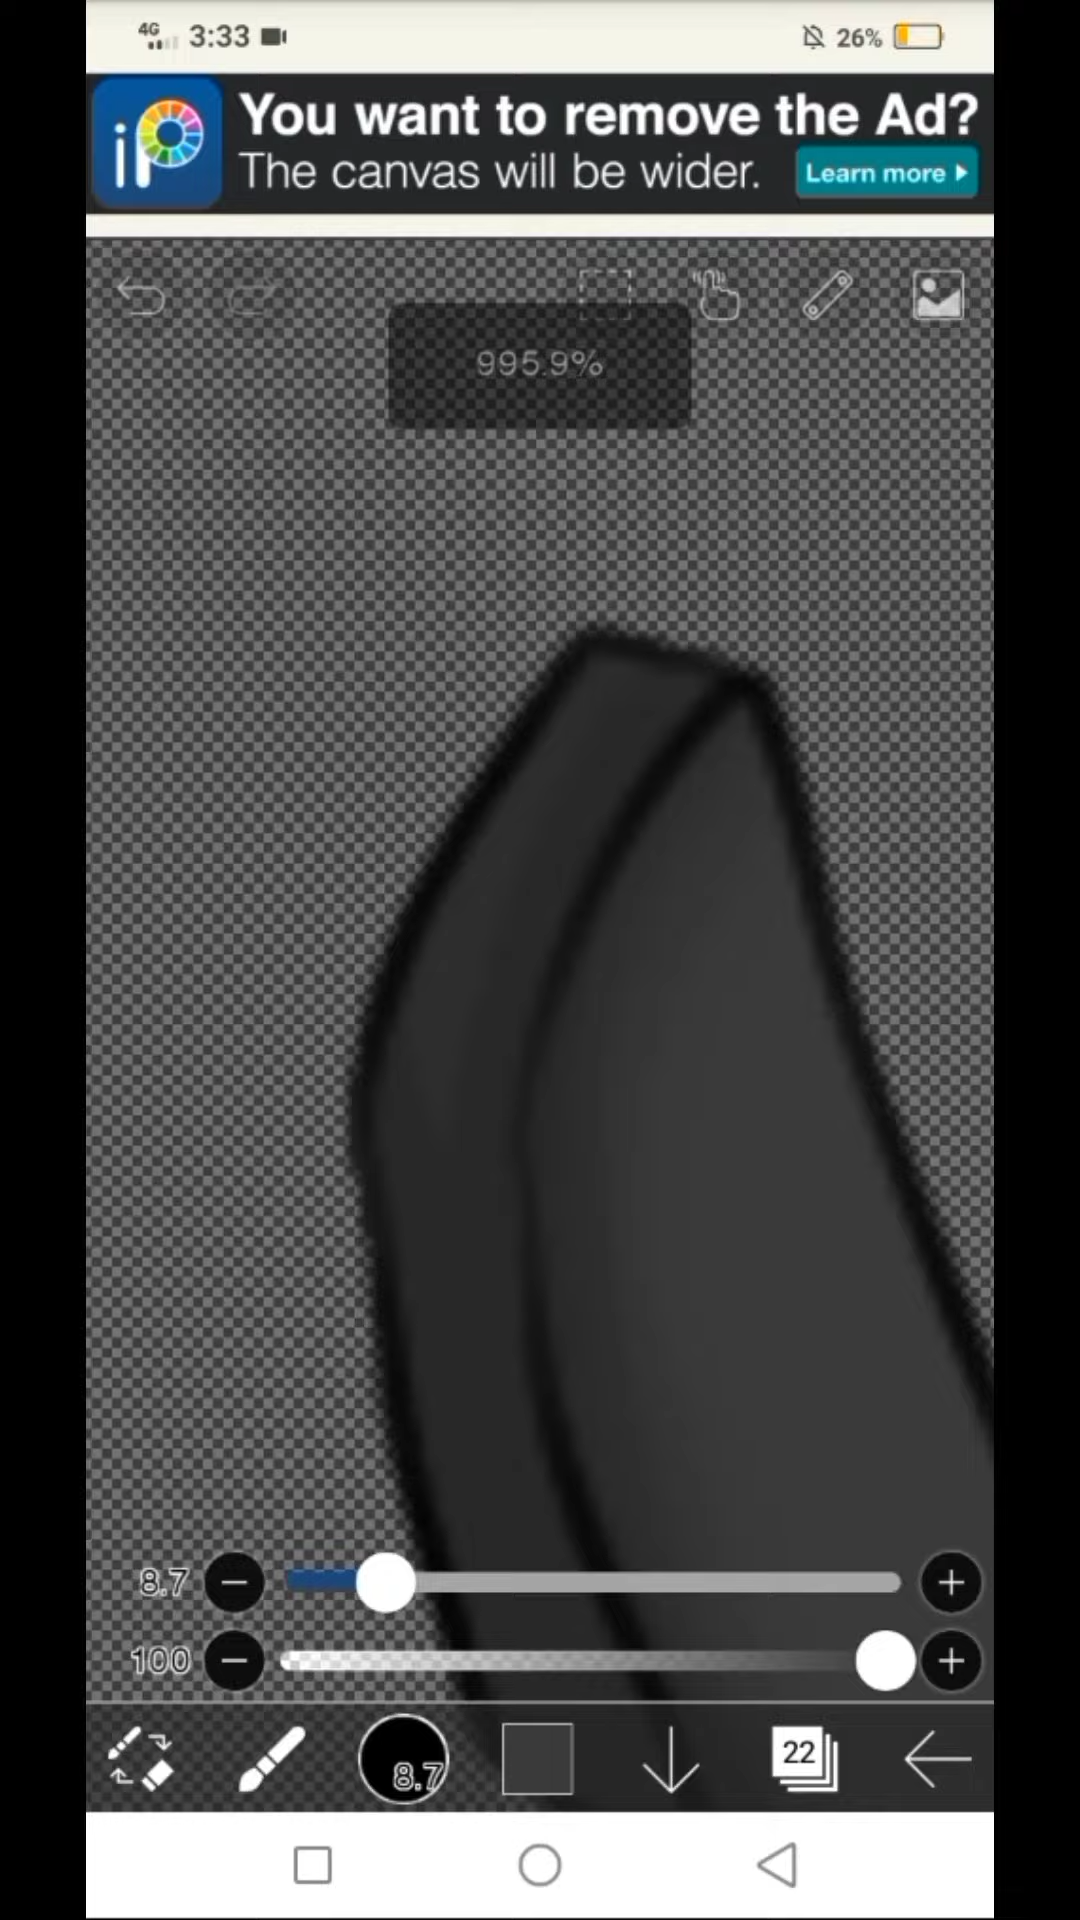 4G 3:33 26%
iP
You want to remove the Ad?
The canvas will be wider.
Learn more
995.9%
8.7
100
8.7
22